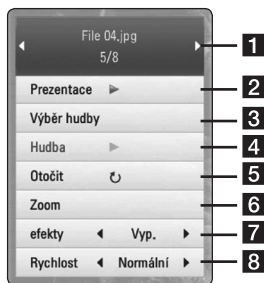 File 04.jpg 1
5/8
Prezentace 2
Výběr hudby 3
Hudba 4
Otočit 5
Zoom 6
efekty Vyp. 7
Rychlost Normální 8